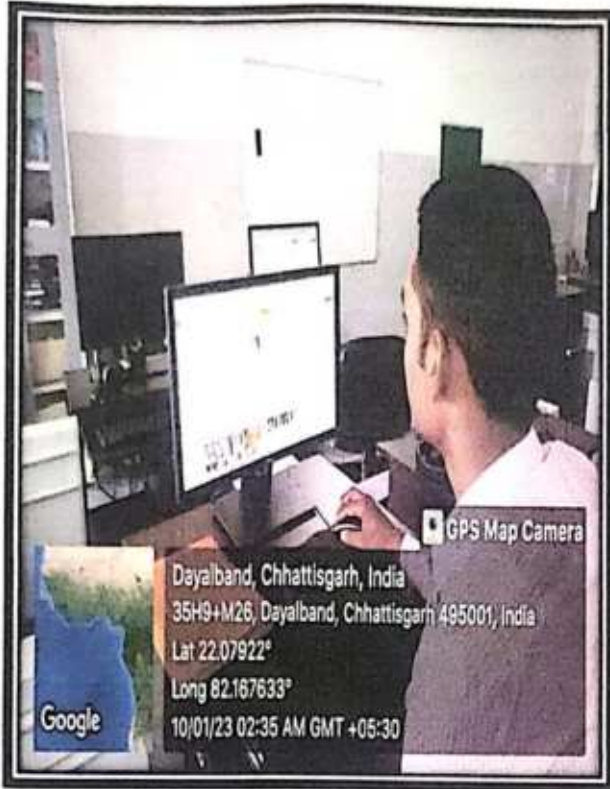 GPS Map Camera
Dayalband, Chhattisgarh, India
35H9+M26, Dayalband, Chhattisgarh 495001, India
Lat 22.07922°
Long 82.167633°
10/01/23 02:35 AM GMT +05:30
Google